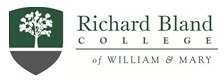 Richard Bland
COLLEGE
of WILLIAM & MARY